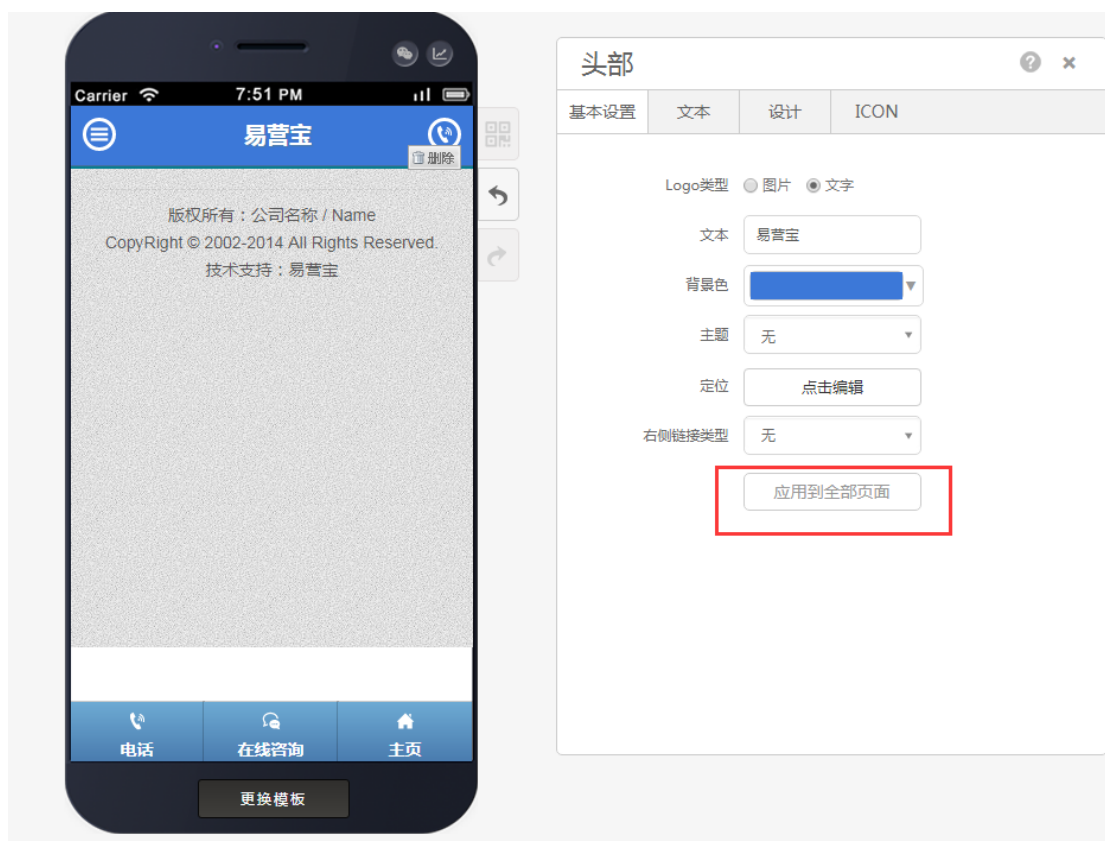 Carrier 7:51 PM
易营宝
删除
版权所有：公司名称 / Name
CopyRight © 2002-2014 All Rights Reserved.
技术支持：易营宝
电话 在线咨询 主页
更换模板
头部
基本设置 文本 设计 ICON
Logo类型 图片 文字
文本 易营宝
背景色
主题 无
定位 点击编辑
右侧链接类型 无
应用到全部页面